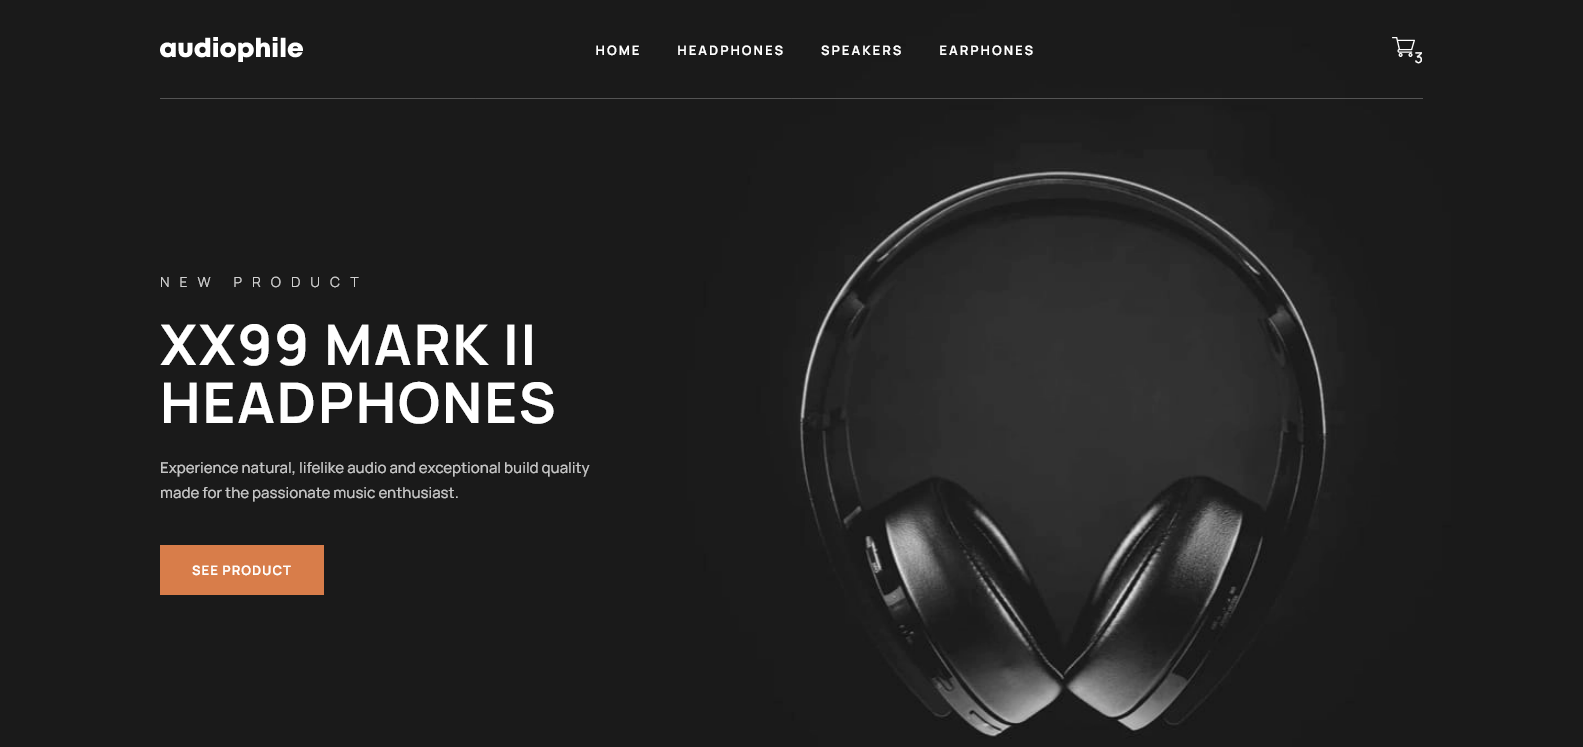 audiophile
HOME HEADPHONES SPEAKERS EARPHONES
3
NEW PRODUCT
XX99 MARK II
HEADPHONES
Experience natural, lifelike audio and exceptional build quality
made for the passionate music enthusiast.
SEE PRODUCT